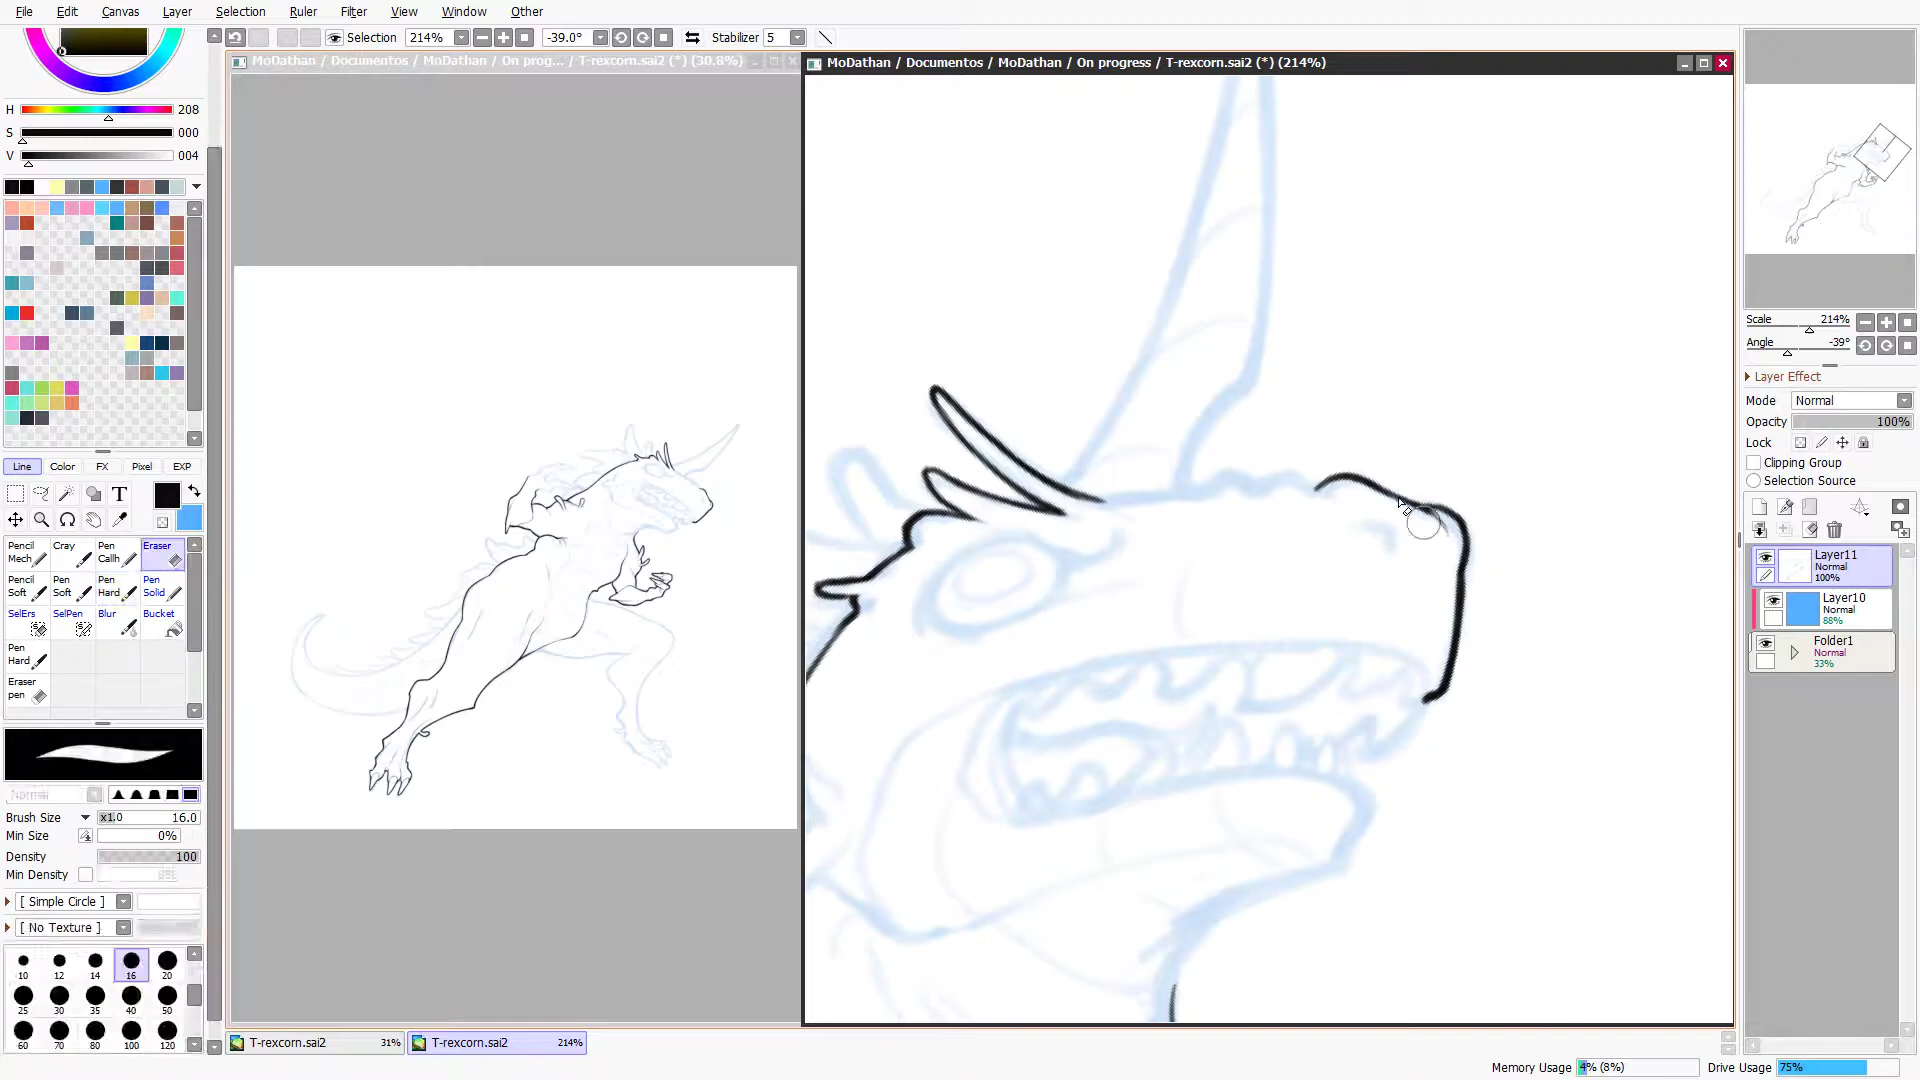 File Edit Canvas Layer Selection Ruler Filter View Window Other
Selection 214% -39.0° Stabilizer 5
MoDathan / Documentos / MoDathan / On prog... / T-rexcorn.sai2 (*) (30.8%)
MoDathan / Documentos / MoDathan / On progress / T-rexcorn.sai2 (*) (214%)
H 208
S 000
V 004
Line Color FX Pixel EXP
T
Pencil Mech
Cray
Pen Callh
Eraser
Pencil Soft
Pen Soft
Pen Hard
Pen Solid
SelErs SelPen Blur Bucket
Pen Hard
Eraser pen
Brush Size x1.0 16.0
Min Size 0%
Density 100
Min Density
[ Simple Circle ]
[ No Texture ]
10 12 14 16 20
25 30 35 40 50
60 70 80 100 120
T-rexcorn.sai2 31%
T-rexcorn.sai2 214%
Scale 214%
Angle -39°
Layer Effect
Mode Normal
Opacity 100%
Lock
Clipping Group
Selection Source
Layer11
Normal
100%
Layer10
Normal
88%
Folder1
Normal
33%
Memory Usage 4% (8%) Drive Usage 75%